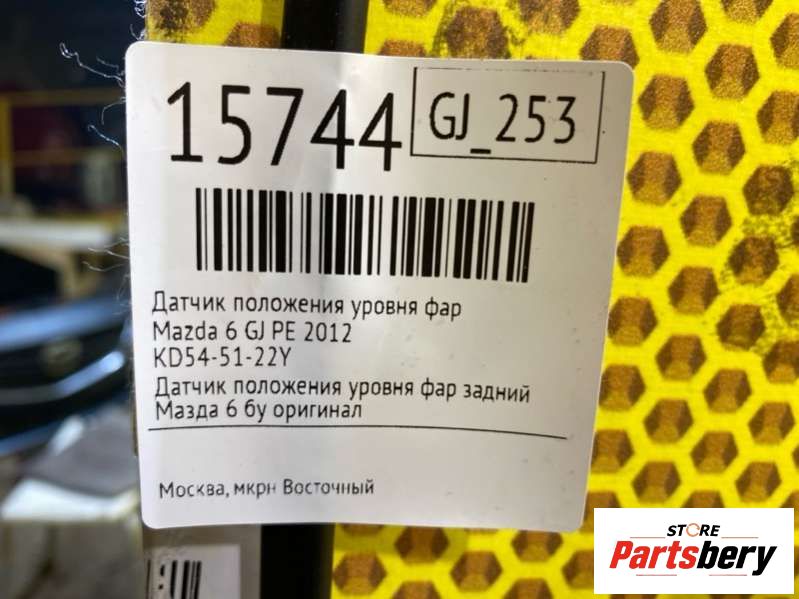 15744
GJ_253
Датчик положения уровня фар
Mazda 6 GJ PE 2012
KD54-51-22Y
Датчик положения уровня фар задний
Мазда 6 бу оригинал
Москва, мкрн Восточный
STORE
Partsbery